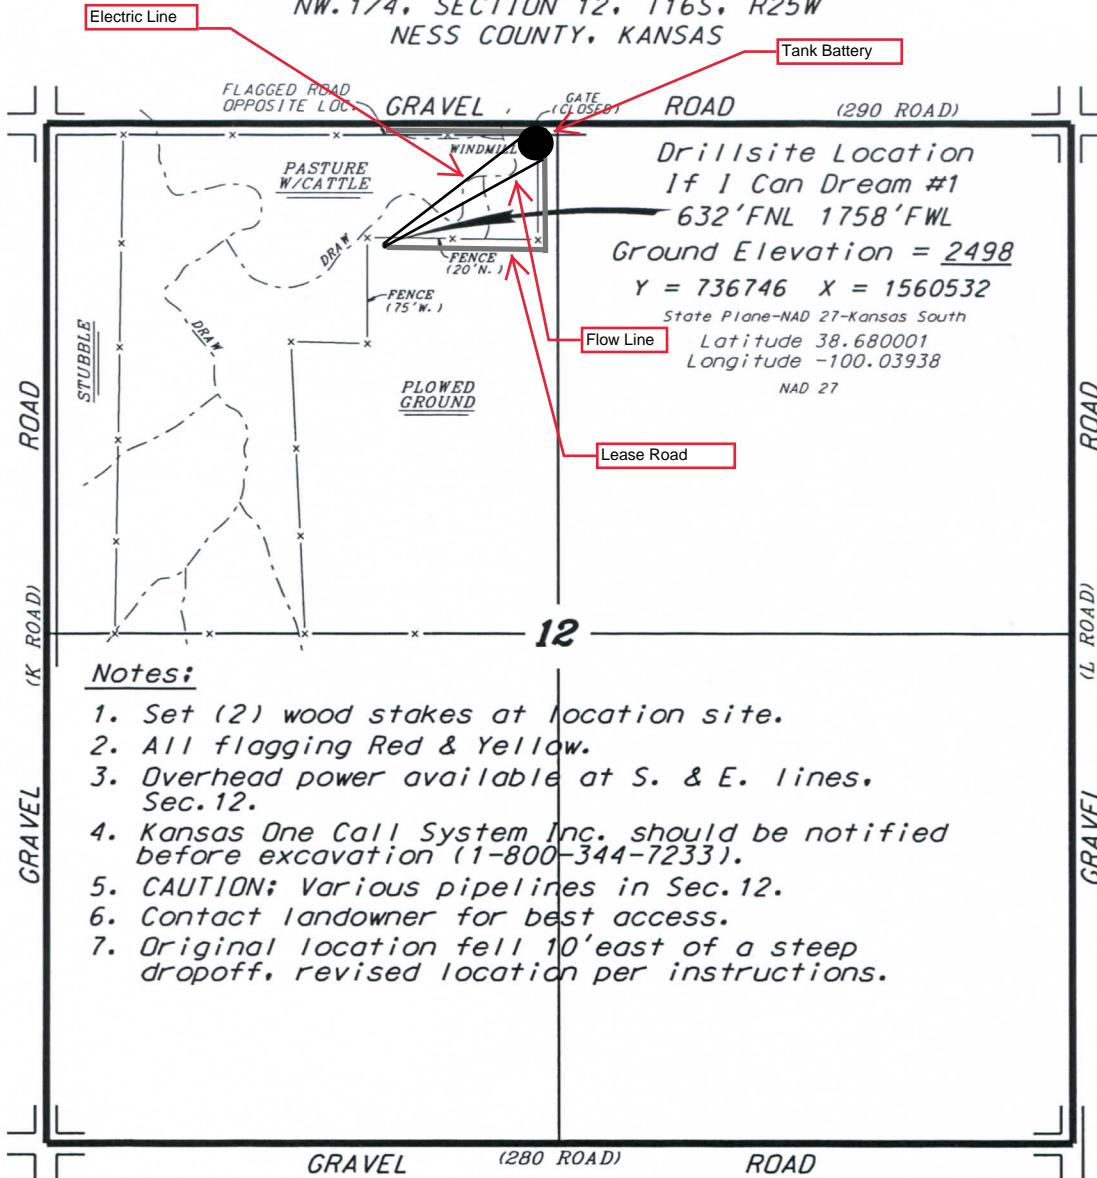 NW. 1/4, SECTION 12, T16S, R25W
NESS COUNTY, KANSAS
Electric Line
Tank Battery
FLAGGED ROAD
OPPOSITE LOC.
GRAVEL
GATE
(CLOSED)
ROAD
(290 ROAD)
WINDMILL
PASTURE
W/CATTLE
Drillsite Location
If I Can Dream #1
632'FNL 1758'FWL
Ground Elevation = 2498
Y = 736746 X = 1560532
State Plane-NAD 27-Kansas South
Latitude 38.680001
Longitude -100.03938
NAD 27
DRAW
FENCE
(20'N.)
FENCE
(75'W.)
DRAW
STUBBLE
Flow Line
PLOWED
GROUND
Lease Road
ROAD
ROAD
(K ROAD)
(L ROAD)
12
Notes:
1. Set (2) wood stakes at location site.
2. All flagging Red & Yellow.
3. Overhead power available at S. & E. lines,
Sec.12.
4. Kansas One Call System Inc. should be notified
before excavation (1-800-344-7233).
5. CAUTION: Various pipelines in Sec.12.
6. Contact landowner for best access.
7. Original location fell 10'east of a steep
dropoff, revised location per instructions.
GRAVEL
GRAVEL
GRAVEL
(280 ROAD)
ROAD